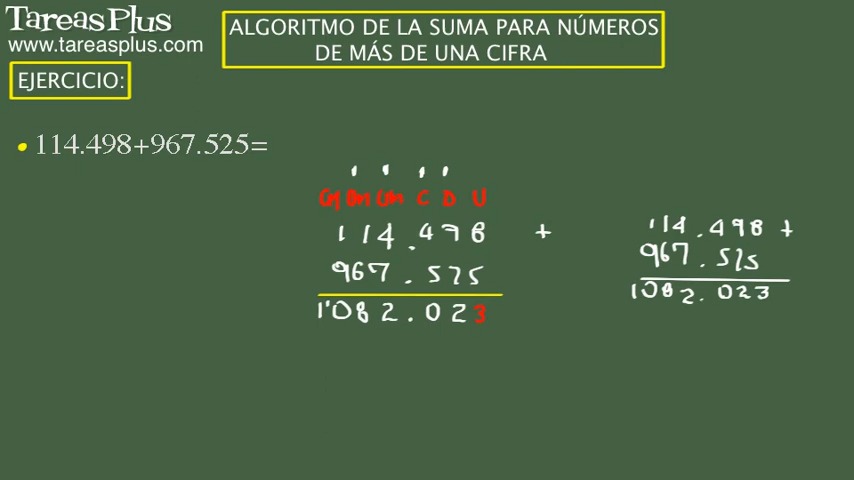 TareasPlus
www.tareasplus.com
ALGORITMO DE LA SUMA PARA NÚMEROS
DE MÁS DE UNA CIFRA
EJERCICIO:
• 114.498+967.525=
1 1 1 1
CM DM UM C D U
114.498 +
967.525
1'082.023
114.498 +
967.525
1082.023